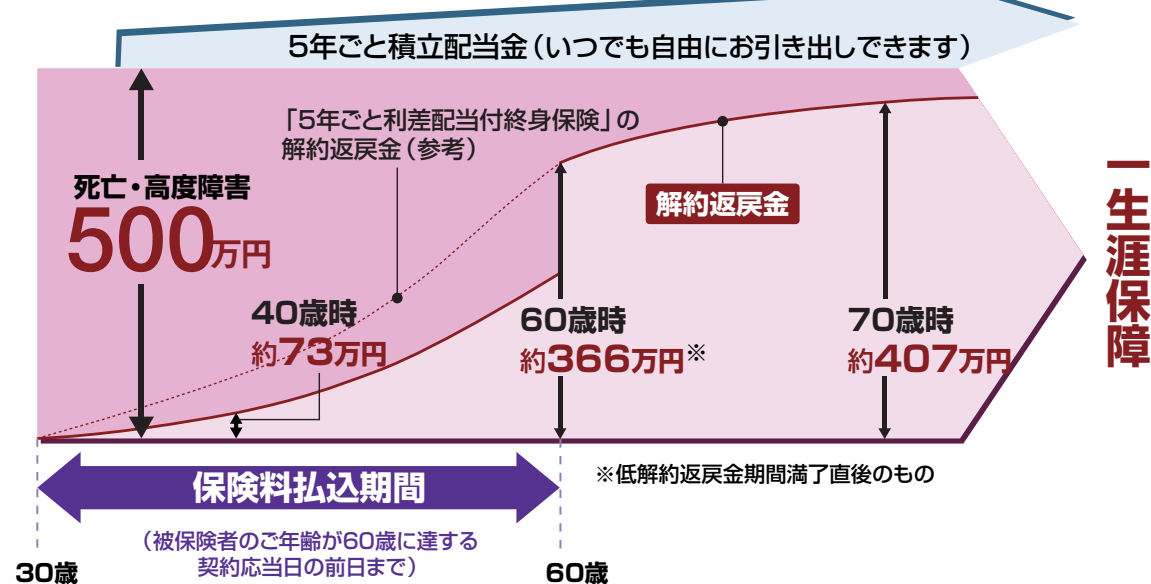 5年ごと積立配当金（いつでも自由にお引き出しできます）
「5年ごと利差配当付終身保険」の
解約返戻金（参考）
死亡・高度障害
500万円
解約返戻金
40歳時
約73万円
60歳時
約366万円※
70歳時
約407万円
一生涯保障
※低解約返戻金期間満了直後のもの
保険料払込期間
（被保険者のご年齢が60歳に達する
契約応当日の前日まで）
30歳
60歳